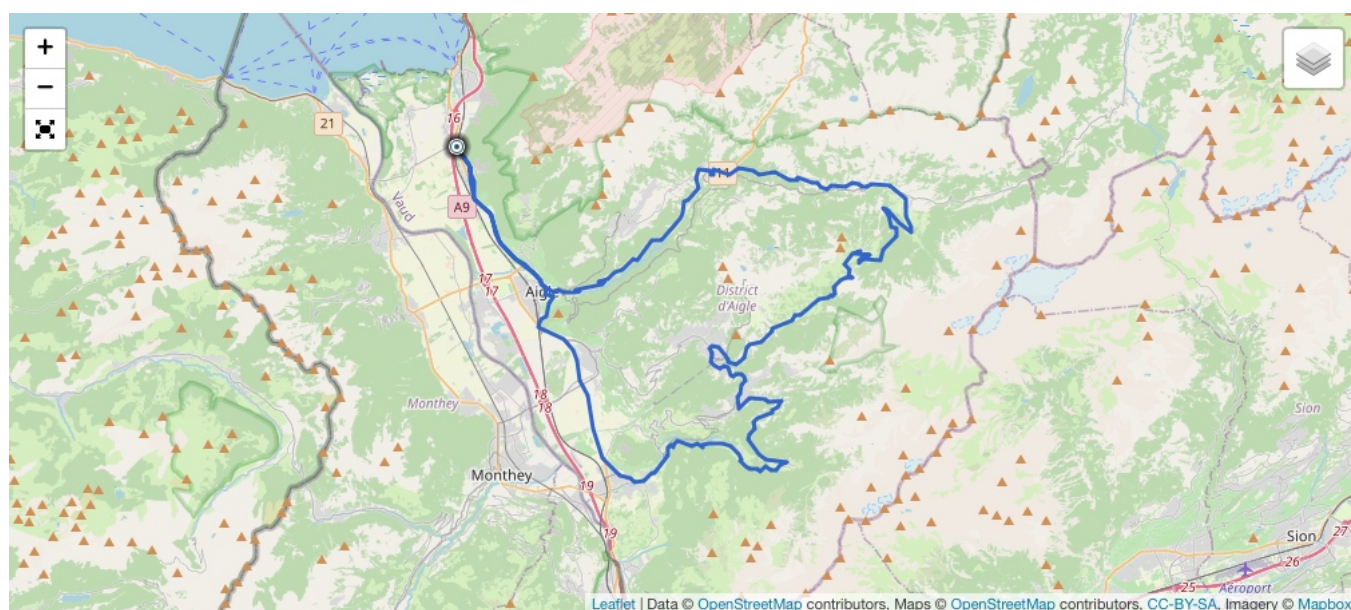 +
−
16
21
11
A9
Vaud
17
17
Aigle
District
d'Aigle
18
18
Monthey
Sion
Monthey
19
19
Sion
27
26
25
Aéroport
Leaflet | Data © OpenStreetMap contributors, Maps © OpenStreetMap contributors, CC-BY-SA, Imagery © Mapbox